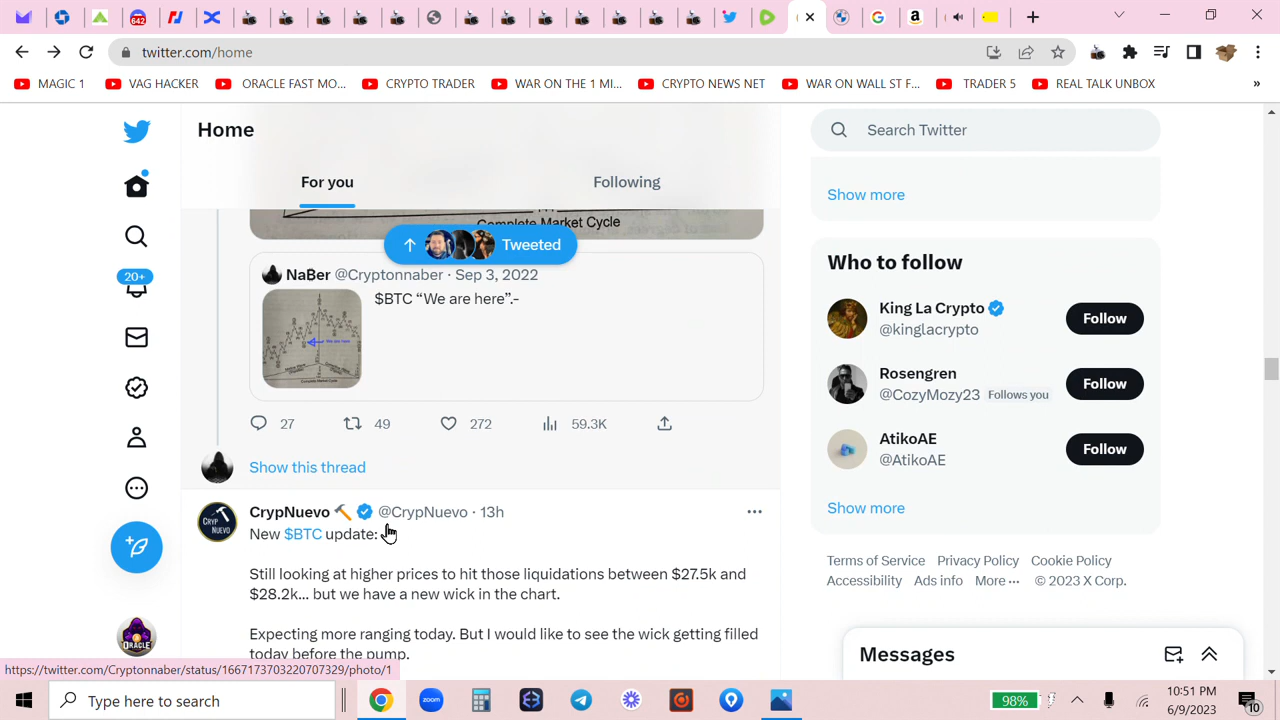 642
twitter.com/home
MAGIC 1
VAG HACKER
ORACLE FAST MO...
CRYPTO TRADER
WAR ON THE 1 MI...
CRYPTO NEWS NET
WAR ON WALL ST F...
TRADER 5
REAL TALK UNBOX
»
Home
Search Twitter
For you
Following
Show more
Complete Market Cycle
Tweeted
Who to follow
NaBer @Cryptonnaber · Sep 3, 2022
$BTC “We are here”.-
20+
King La Crypto
@kinglacrypto
Follow
Rosengren
@CozyMozy23 Follows you
Follow
27
49
272
59.3K
AtikoAE
@AtikoAE
Follow
Show this thread
Show more
CrypNuevo 🔨 @CrypNuevo · 13h
CRYP
NUEVO
New $BTC update:
Still looking at higher prices to hit those liquidations between $27.5k and
$28.2k... but we have a new wick in the chart.
Expecting more ranging today. But I would like to see the wick getting filled
today before the pump.
Terms of Service Privacy Policy Cookie Policy
Accessibility Ads info More ··· © 2023 X Corp.
ORACLE
Messages
https://twitter.com/Cryptonnaber/status/1667173703220707329/photo/1
Type here to search
zoom
98%
10:51 PM
6/9/2023
10